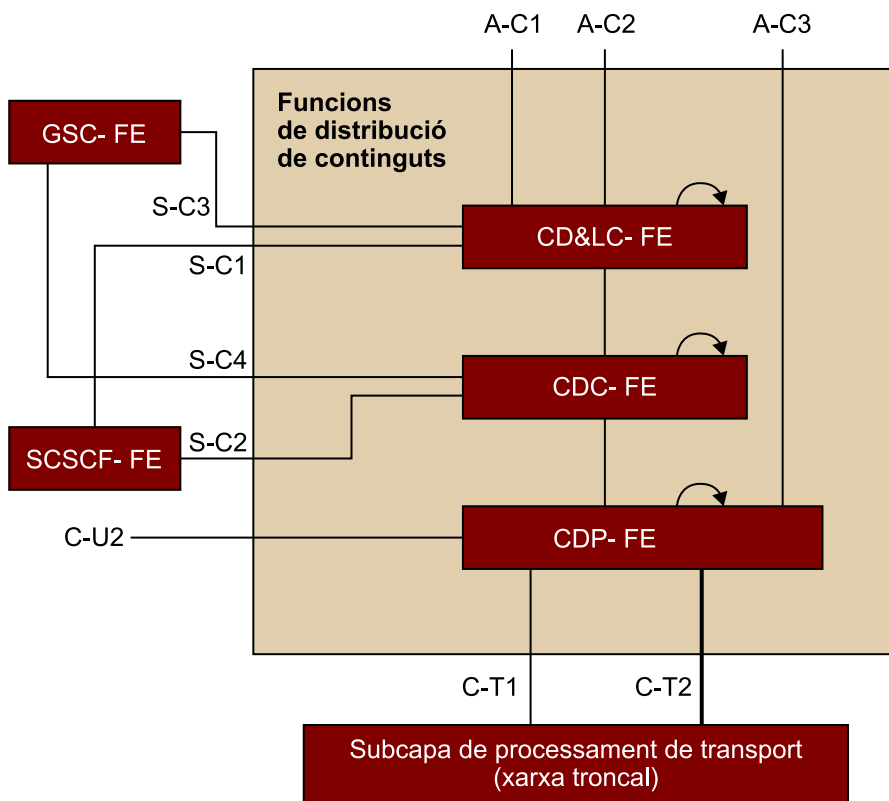 A-C1 A-C2 A-C3
Funcions
de distribució
de continguts
GSC- FE
S-C3
CD&LC- FE
S-C1
S-C4
CDC- FE
SCSCF- FE
S-C2
C-U2
CDP- FE
C-T1 C-T2
Subcapa de processament de transport
(xarxa troncal)